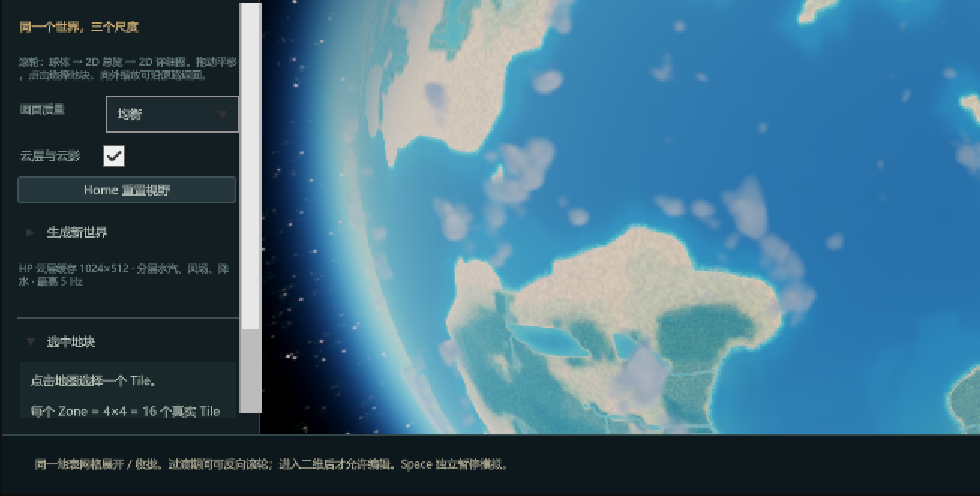 同一个世界，三个尺度
滚轮：球体 → 2D 总览 → 2D 详细图。拖动平移
，点击选择地块、向外缩放可沿原路返回。
画面质量
均衡
云层与云影
Home 重置视野
生成新世界
HP 云层缓存 1024×512 · 分层水汽、风场、降
水 · 最高 5 Hz
选中地块
点击地图选择一个 Tile。
每个 Zone = 4×4 = 16 个真实 Tile
同一地表网格展开 / 收拢。过渡期间可反向滚轮；进入二维后才允许编辑。Space 独立暂停模拟。